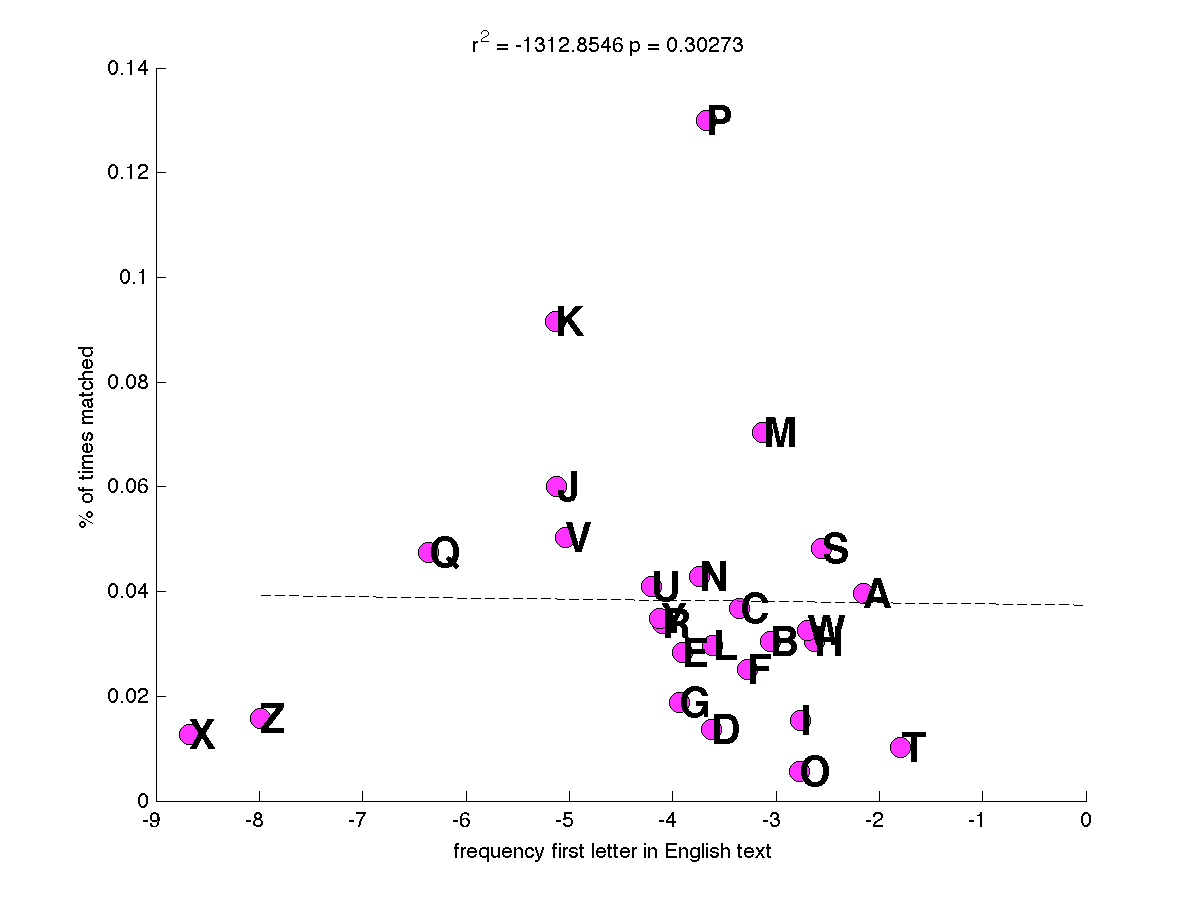 r2 = -1312.8546 p = 0.30273
0.14
P
0.12
0.1
K
0.08
M
% of times matched
0.06
J
V
Q
S
U
N
0.04
A
C
Y
R
W
H
B
E
L
F
0.02
G
X
Z
D
I
T
O
0
-9
-8
-7
-6
-5
-4
-3
-2
-1
0
frequency first letter in English text